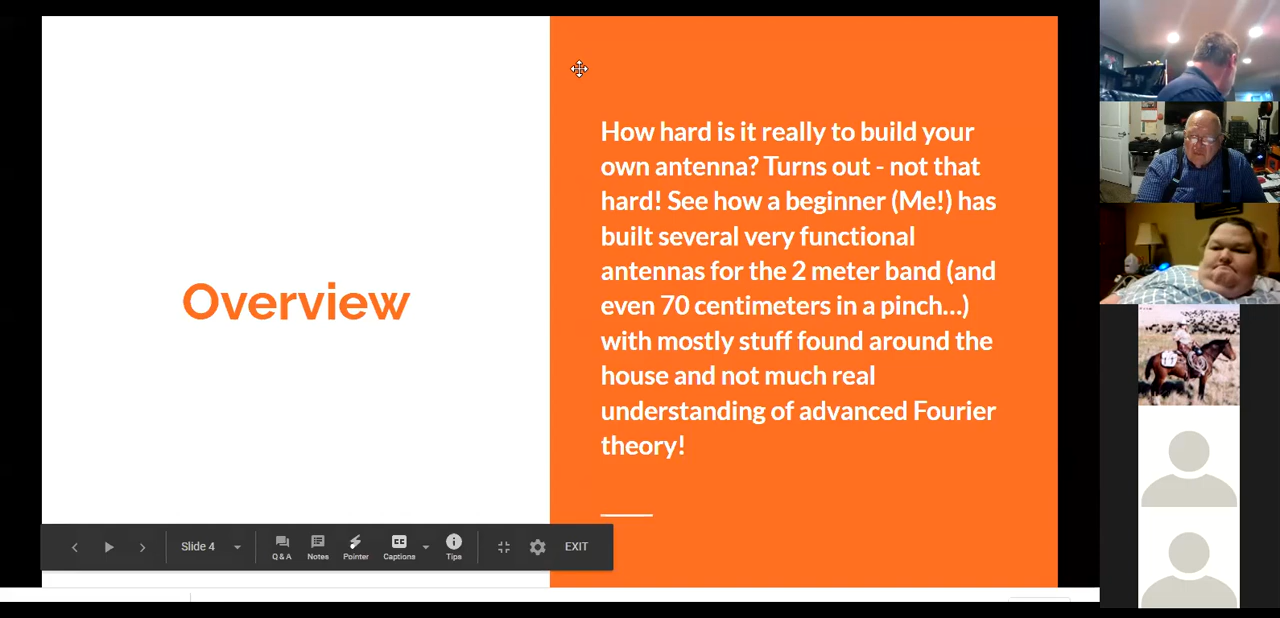 Overview
How hard is it really to build your
own antenna? Turns out - not that
hard! See how a beginner (Me!) has
built several very functional
antennas for the 2 meter band (and
even 70 centimeters in a pinch...)
with mostly stuff found around the
house and not much real
understanding of advanced Fourier
theory!
Slide 4
Q & A
Notes
Pointer
CC
Captions
Tips
EXIT